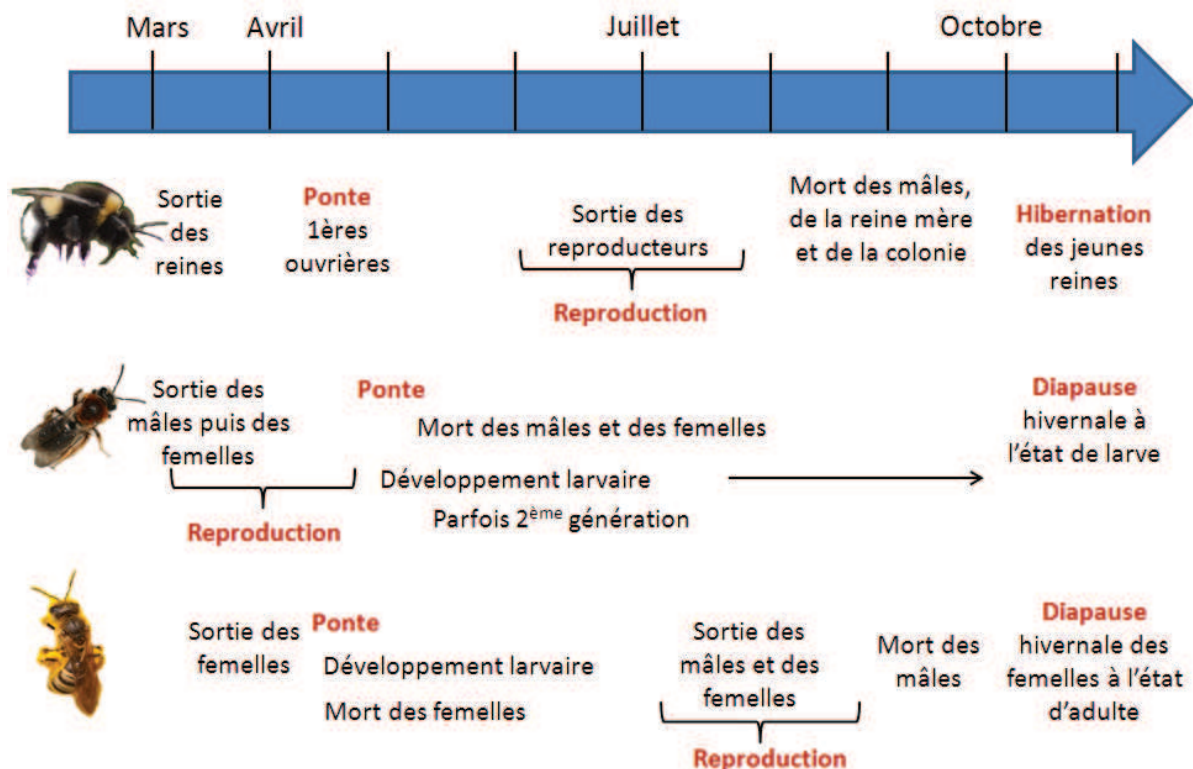 Mars Avril Juillet Octobre
Sortie
des
reines
Ponte
1ères
ouvrières
Sortie des
reproducteurs
Reproduction
Mort des mâles,
de la reine mère
et de la colonie
Hibernation
des jeunes
reines
Sortie des
mâles puis des
femelles
Reproduction
Ponte
Mort des mâles et des femelles
Développement larvaire
Parfois 2ème génération
Diapause
hivernale à
l'état de larve
Sortie des
femelles
Ponte
Développement larvaire
Mort des femelles
Sortie des
mâles et des
femelles
Reproduction
Mort des
mâles
Diapause
hivernale des
femelles à l'état
d'adulte